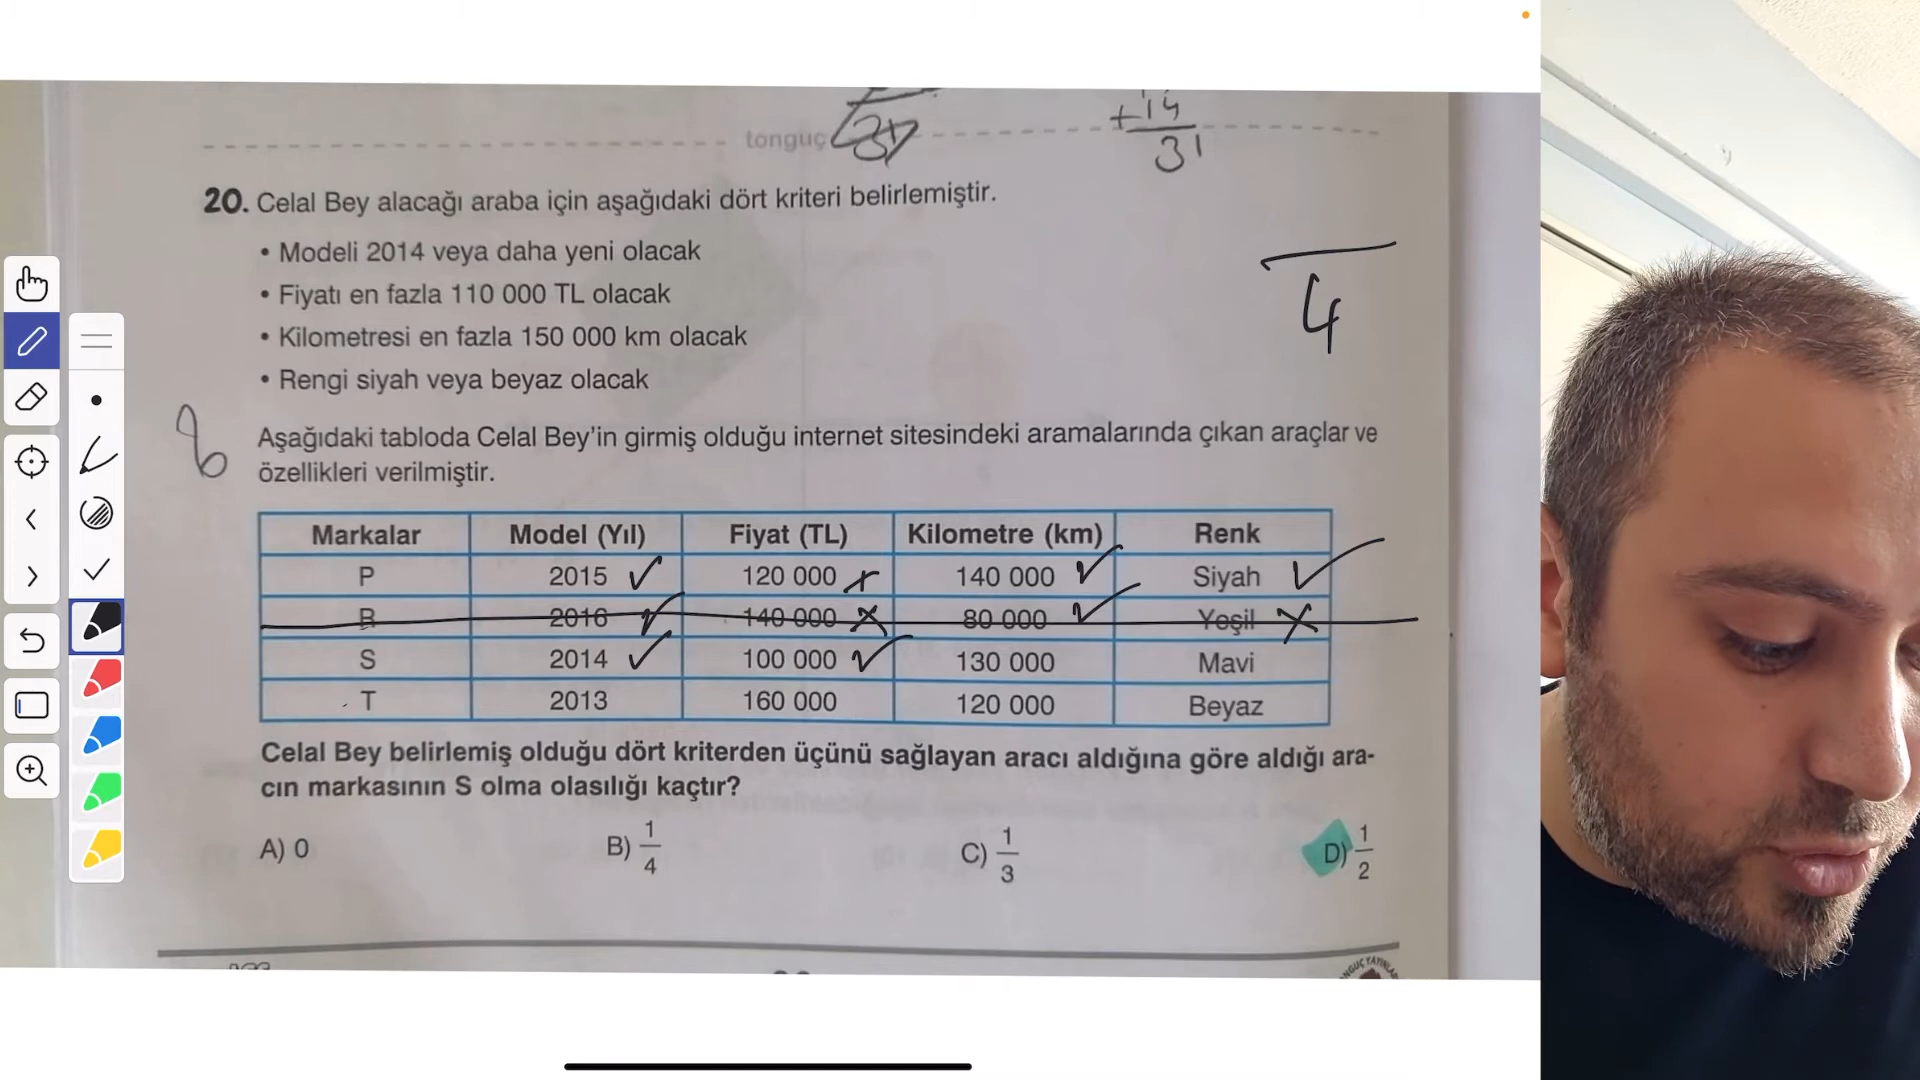 tonguç 37
+14
31
20. Celal Bey alacağı araba için aşağıdaki dört kriteri belirlemiştir.
• Modeli 2014 veya daha yeni olacak
• Fiyatı en fazla 110 000 TL olacak
• Kilometresi en fazla 150 000 km olacak
• Rengi siyah veya beyaz olacak
4
Aşağıdaki tabloda Celal Bey'in girmiş olduğu internet sitesindeki aramalarında çıkan araçlar ve
özellikleri verilmiştir.
Markalar Model (Yıl) Fiyat (TL) Kilometre (km) Renk
P 2015 ✓ 120 000 x 140 000 ✓ Siyah ✓
R 2016 ✓ 140 000 x 80 000 ✓ Yeşil x
S 2014 ✓ 100 000 ✓ 130 000 Mavi
T 2013 160 000 120 000 Beyaz
Celal Bey belirlemiş olduğu dört kriterden üçünü sağlayan aracı aldığına göre aldığı ara-
cın markasının S olma olasılığı kaçtır?
A) 0 B) 1/4 C) 1/3 D) 1/2